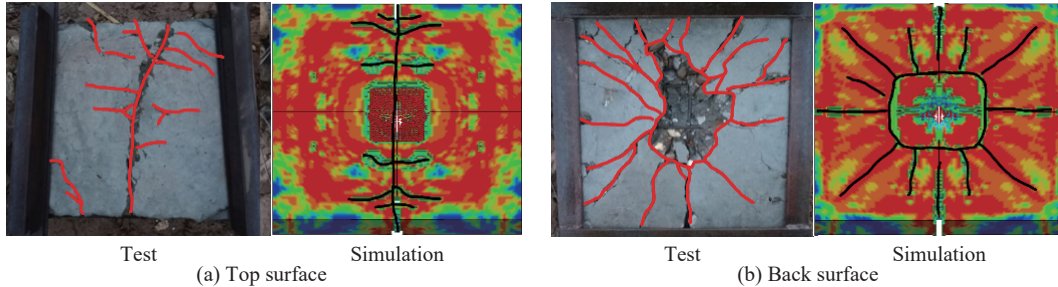 Test
Simulation
Test
Simulation
(a) Top surface
(b) Back surface